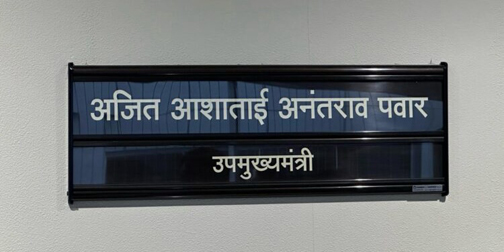 अजित आशाताई अनंतराव पवार
उपमुख्यमंत्री